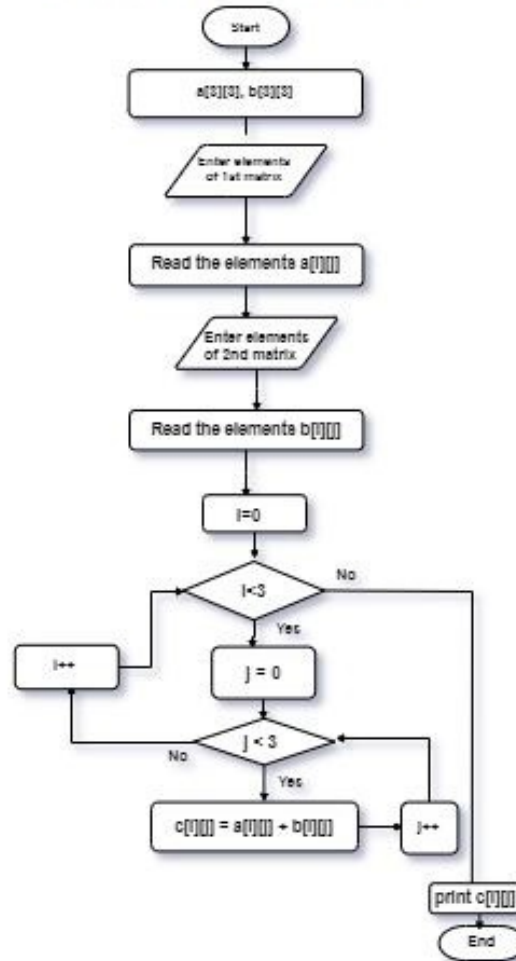 Start
a[3][3], b[3][3]
Enter elements
of 1st matrix
Read the elements a[i][j]
Enter elements
of 2nd matrix
Read the elements b[i][j]
i=0
i<3
No
Yes
i++
j = 0
j < 3
No
Yes
c[i][j] = a[i][j] + b[i][j]
j++
print c[i][j]
End